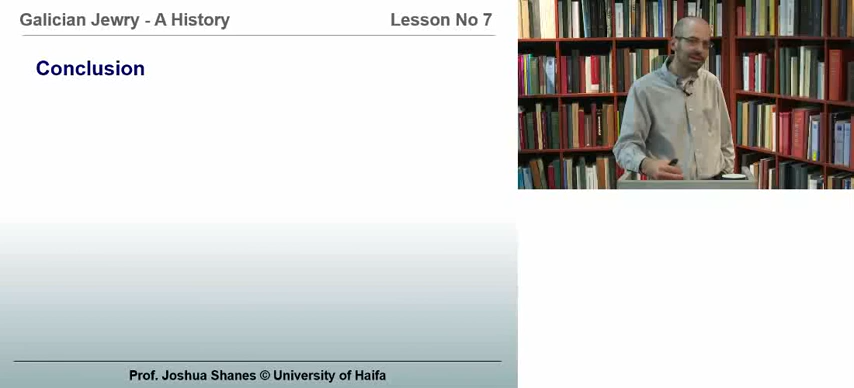 Galician Jewry - A History
Lesson No 7
Conclusion
Prof. Joshua Shanes © University of Haifa